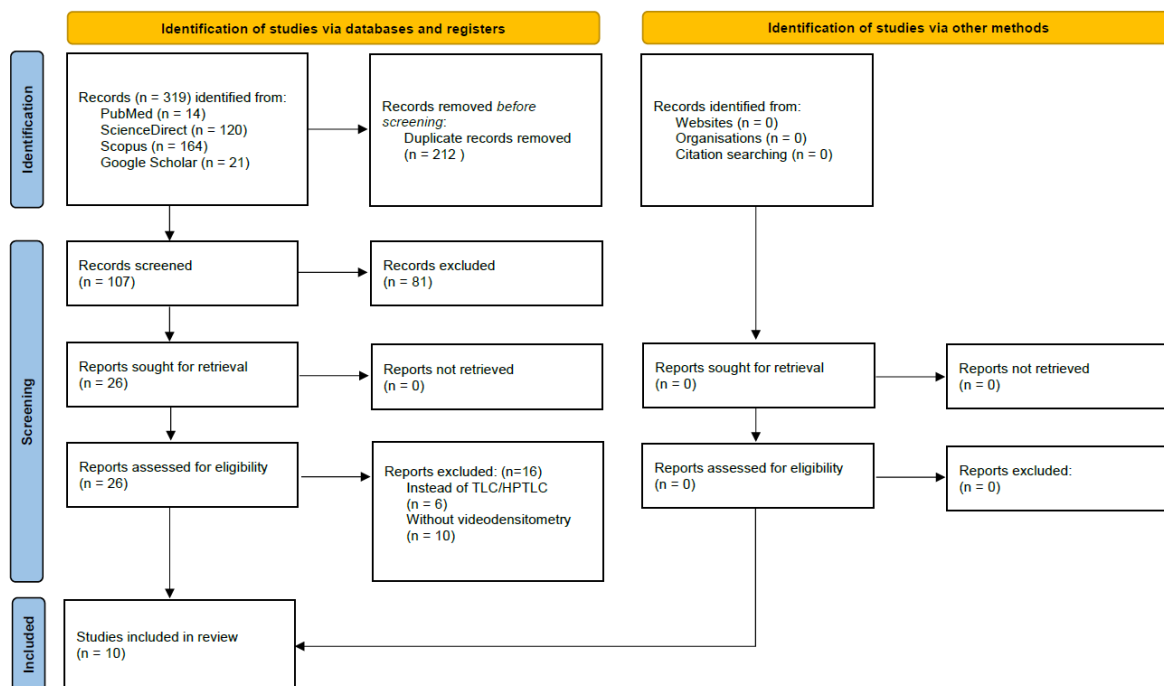 Identification of studies via databases and registers
Identification of studies via other methods
Identification
Records (n = 319) identified from:
PubMed (n = 14)
ScienceDirect (n = 120)
Scopus (n = 164)
Google Scholar (n = 21)
Records removed before
screening:
Duplicate records removed
(n = 212 )
Records identified from:
Websites (n = 0)
Organisations (n = 0)
Citation searching (n = 0)
Screening
Records screened
(n = 107)
Records excluded
(n = 81)
Reports sought for retrieval
(n = 26)
Reports not retrieved
(n = 0)
Reports sought for retrieval
(n = 0)
Reports not retrieved
(n = 0)
Reports assessed for eligibility
(n = 26)
Reports excluded: (n=16)
Instead of TLC/HPTLC
(n = 6)
Without videodensitometry
(n = 10)
Reports assessed for eligibility
(n = 0)
Reports excluded:
(n = 0)
Included
Studies included in review
(n = 10)